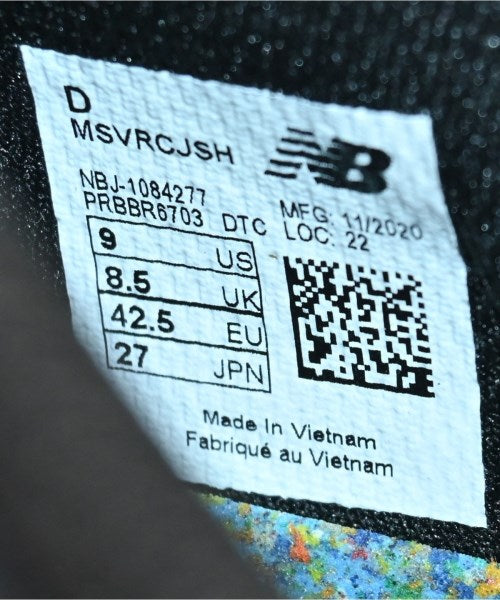 D
MSVRCJSH
NB
NBJ-1084277
PRBBR6703 DTC
MFG: 11/2020
LOC: 22
9 US
8.5 UK
42.5 EU
27 JPN
Made In Vietnam
Fabriqué au Vietnam